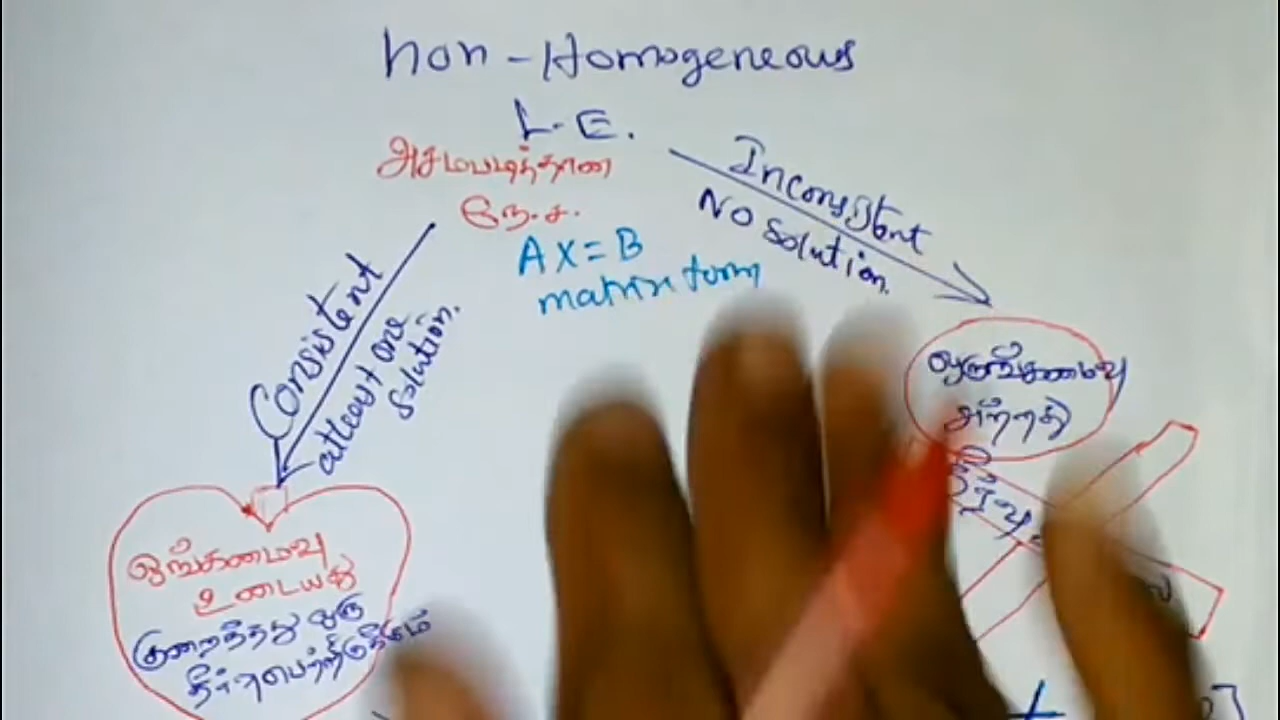 Non-Homogeneous
L.E.
அசமபடித்தான
நே.ச.
AX=B
matrix form
Inconsistent
No Solution.
Consistent
atleast one
solution.
ஒருங்கமைவு
அற்றது
தீர்வு
ஒங்கமைவு
உடையது
குறைந்தது ஒரு
தீர்வு பெற்றிருக்கும்